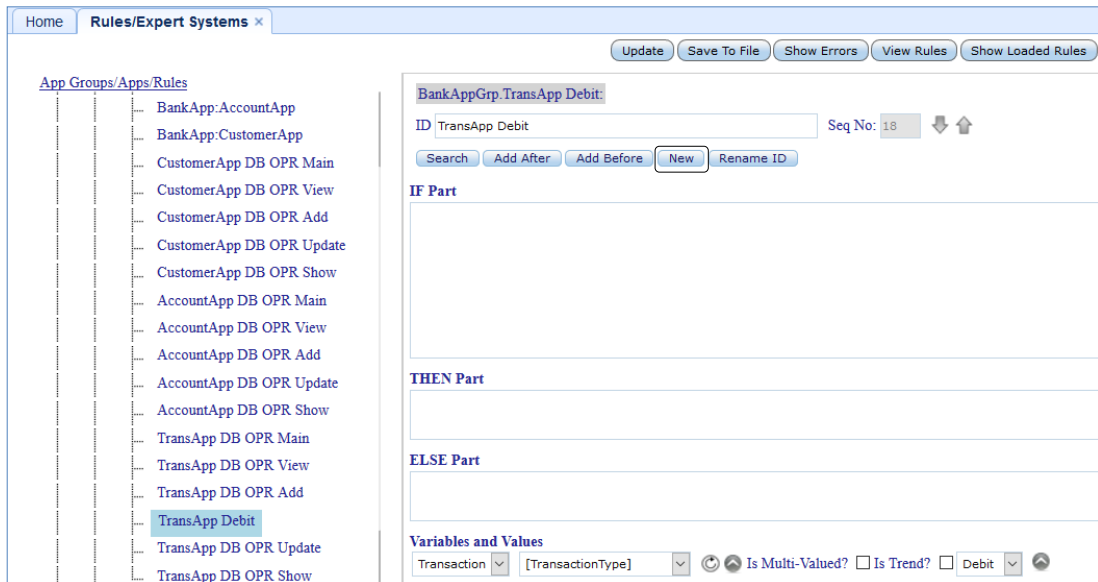 Home Rules/Expert Systems ×
Update Save To File Show Errors View Rules Show Loaded Rules
App Groups/Apps/Rules
BankApp:AccountApp
BankApp:CustomerApp
CustomerApp DB OPR Main
CustomerApp DB OPR View
CustomerApp DB OPR Add
CustomerApp DB OPR Update
CustomerApp DB OPR Show
AccountApp DB OPR Main
AccountApp DB OPR View
AccountApp DB OPR Add
AccountApp DB OPR Update
AccountApp DB OPR Show
TransApp DB OPR Main
TransApp DB OPR View
TransApp DB OPR Add
TransApp Debit
TransApp DB OPR Update
TransApp DB OPR Show
BankAppGrp.TransApp Debit:
ID TransApp Debit Seq No: 18
Search Add After Add Before New Rename ID
IF Part
THEN Part
ELSE Part
Variables and Values
Transaction [TransactionType] Is Multi-Valued? Is Trend? Debit